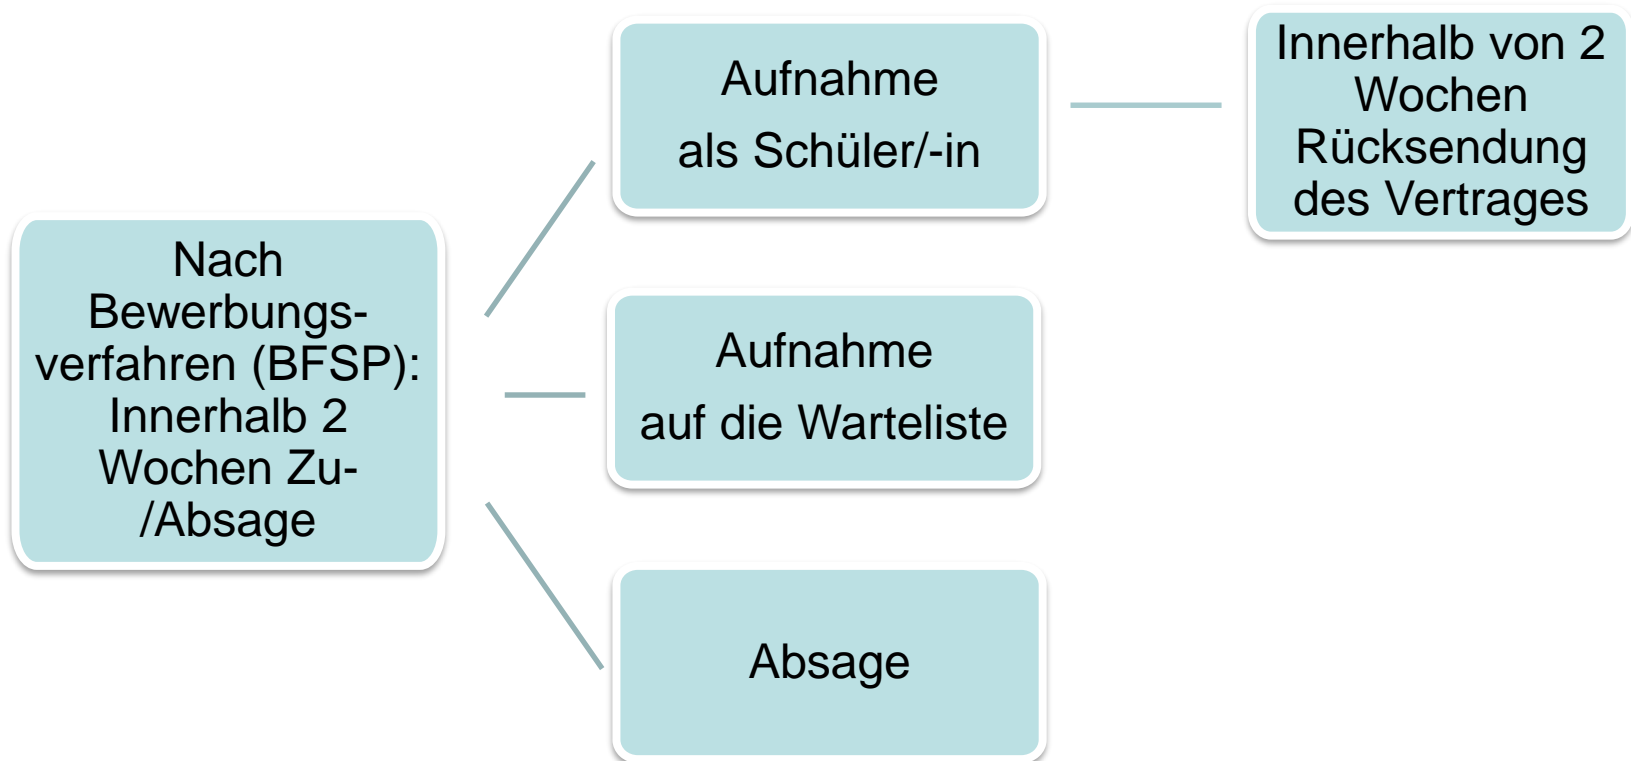 Nach
Bewerbungs-
verfahren (BFSP):
Innerhalb 2
Wochen Zu-
/Absage
Aufnahme
als Schüler/-in
Innerhalb von 2
Wochen
Rücksendung
des Vertrages
Aufnahme
auf die Warteliste
Absage